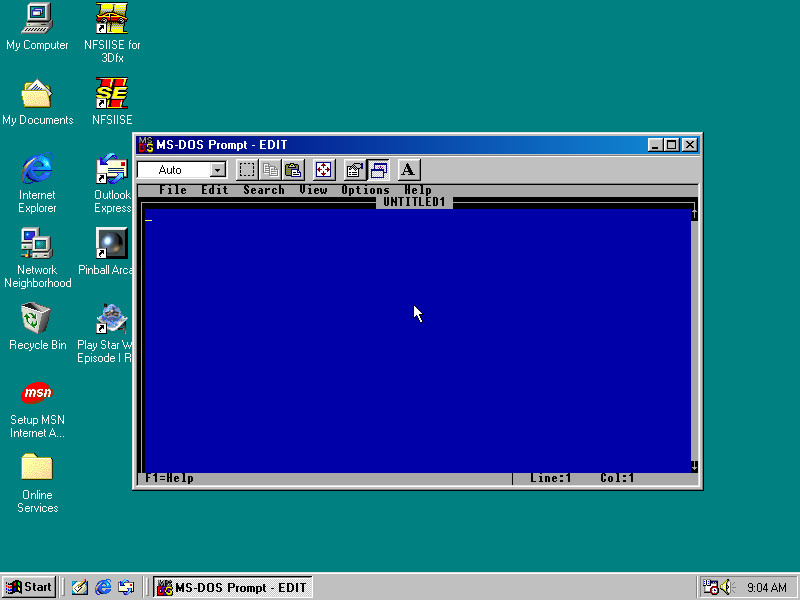 My Computer
NFSIISE for
3Dfx
My Documents
SE
NFSIISE
Internet
Explorer
Outlook
Express
Network
Neighborhood
Pinball Arca
Recycle Bin
Play Star W
Episode I R
msn
Setup MSN
Internet A...
Online
Services
MS-DOS Prompt - EDIT
Auto
A
File Edit Search View Options Help
UNTITLED1
F1=Help Line:1 Col:1
Start
MS-DOS Prompt - EDIT
9:04 AM